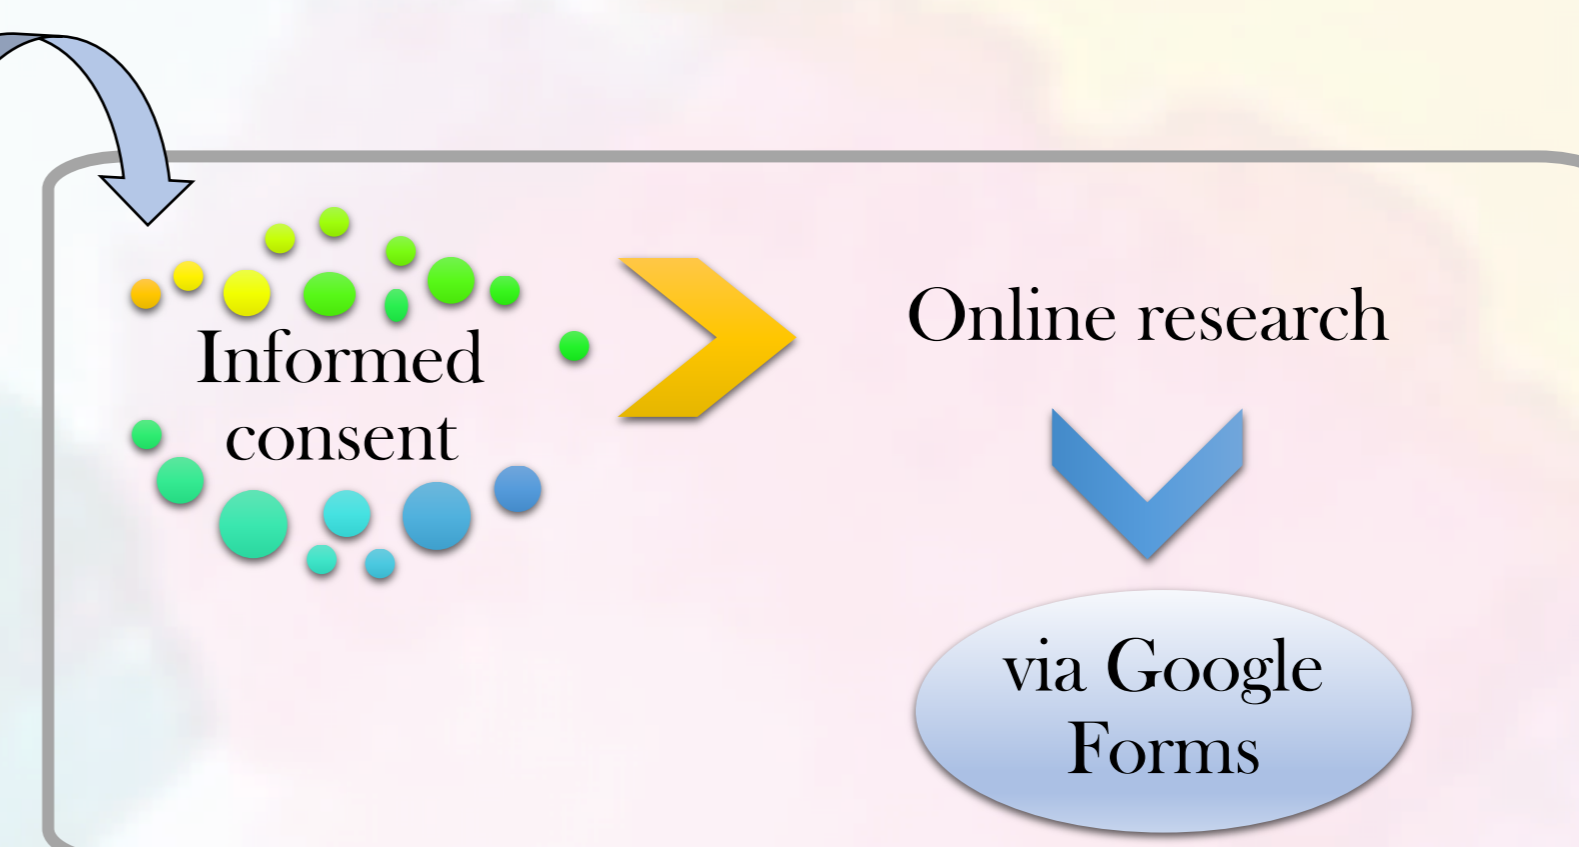 Informed
consent
Online research
via Google
Forms